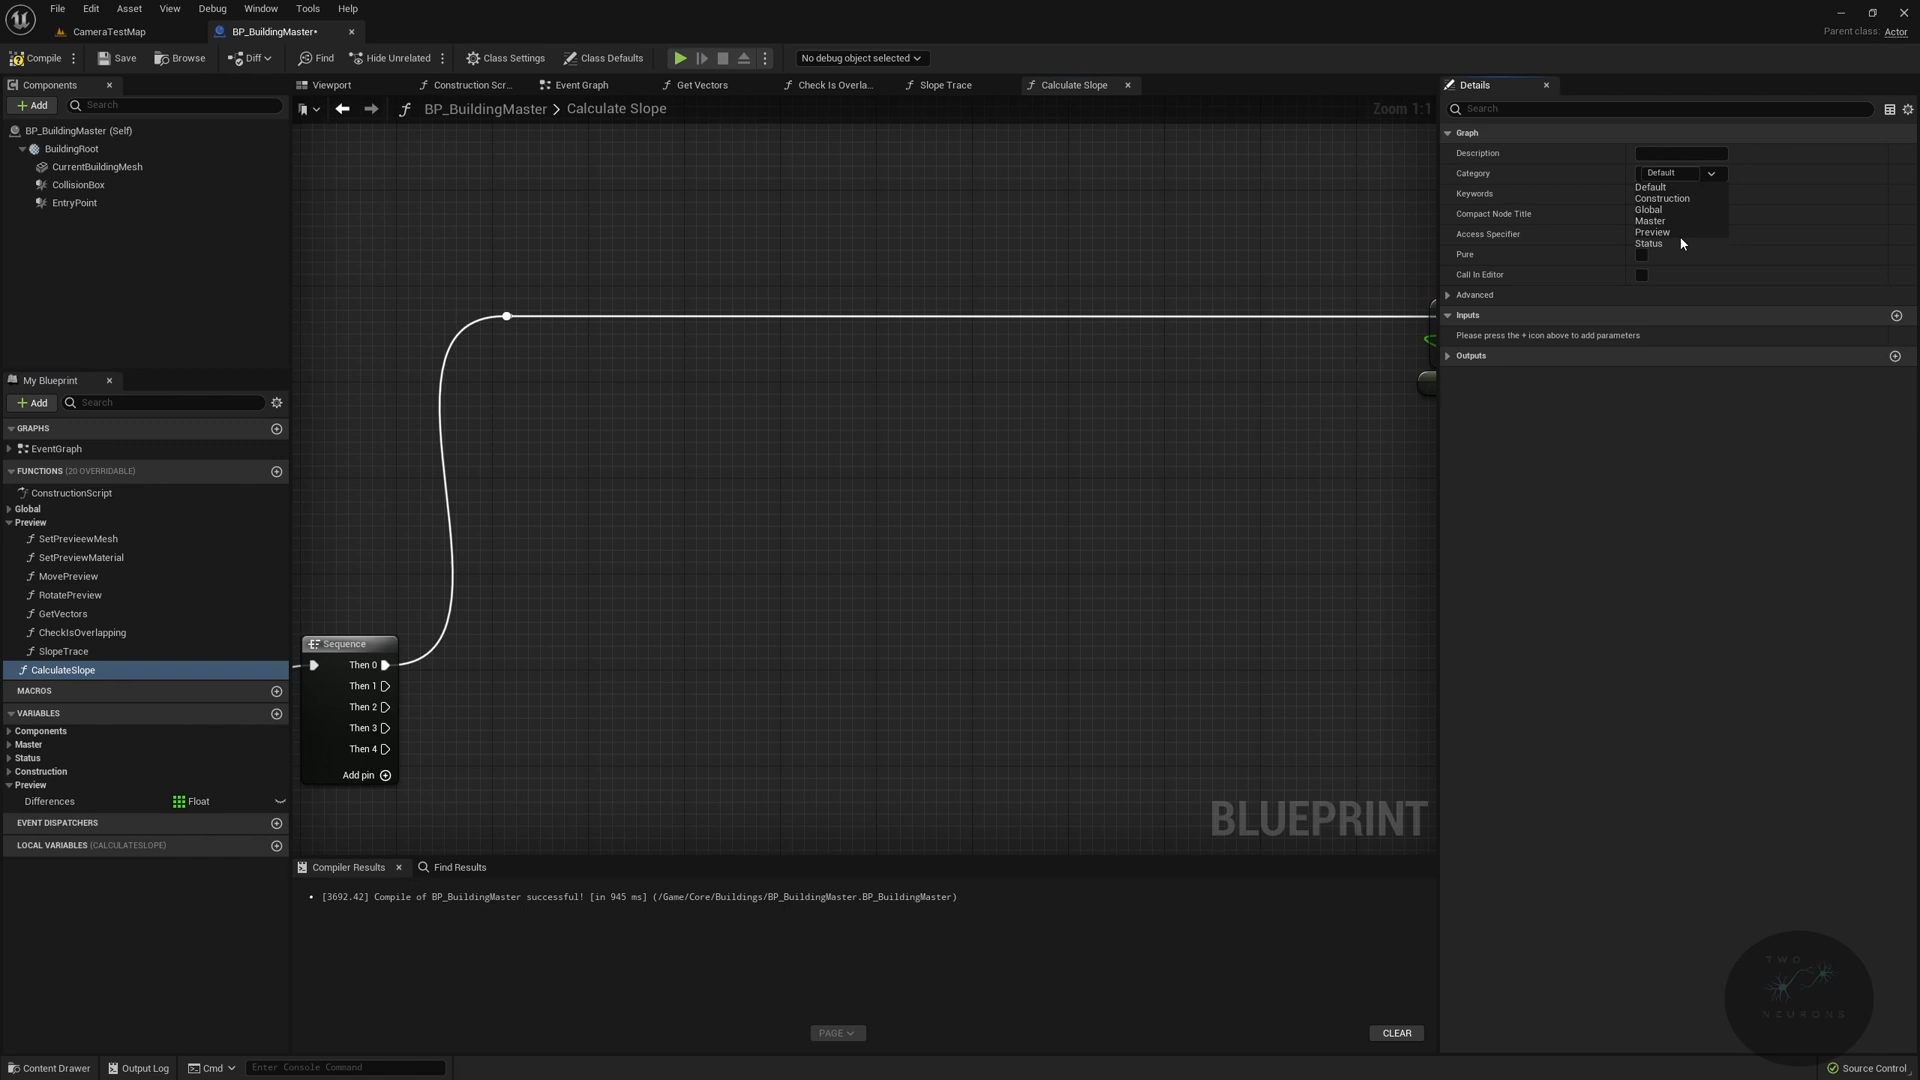 File Edit Asset View Debug Window Tools Help
CameraTestMap BP_BuildingMaster•
Parent class: Actor
Compile Save Browse Diff Find Hide Unrelated Class Settings Class Defaults No debug object selected
Components
Add Search
BP_BuildingMaster (Self)
BuildingRoot
CurrentBuildingMesh
CollisionBox
EntryPoint
My Blueprint
Add Search
GRAPHS
EventGraph
FUNCTIONS (20 OVERRIDABLE)
ConstructionScript
Global
Preview
SetPrevieewMesh
SetPreviewMaterial
MovePreview
RotatePreview
GetVectors
CheckIsOverlapping
SlopeTrace
CalculateSlope
MACROS
VARIABLES
Components
Master
Status
Construction
Preview
Differences Float
EVENT DISPATCHERS
LOCAL VARIABLES (CALCULATESLOPE)
Viewport Construction Scr... Event Graph Get Vectors Check Is Overla... Slope Trace Calculate Slope
BP_BuildingMaster > Calculate Slope Zoom 1:1
Sequence
Then 0
Then 1
Then 2
Then 3
Then 4
Add pin
BLUEPRINT
Compiler Results Find Results
[3692.42] Compile of BP_BuildingMaster successful! [in 945 ms] (/Game/Core/Buildings/BP_BuildingMaster.BP_BuildingMaster)
PAGE CLEAR
Details
Search
Graph
Description
Category Default
Keywords
Compact Node Title
Access Specifier
Pure
Call In Editor
Default
Construction
Global
Master
Preview
Status
Advanced
Inputs
Please press the + icon above to add parameters
Outputs
TWO
NEURONS
Content Drawer Output Log Cmd Enter Console Command Source Control